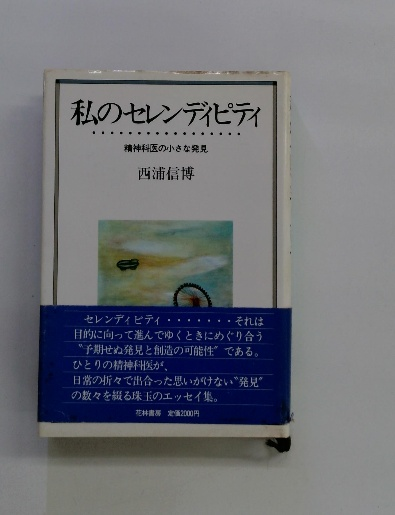 私のセレンディピティ
・・・・・・・・・・・・・・・・・
精神科医の小さな発見
西浦信博
セレンディピティ・・・・・・・それは
目的に向って進んでゆくときにめぐり合う
〝予期せぬ発見と創造の可能性〟である。
ひとりの精神科医が、
日常の折々で出合った思いがけない〝発見〟
の数々を綴る珠玉のエッセイ集。
花林書房 定価2000円